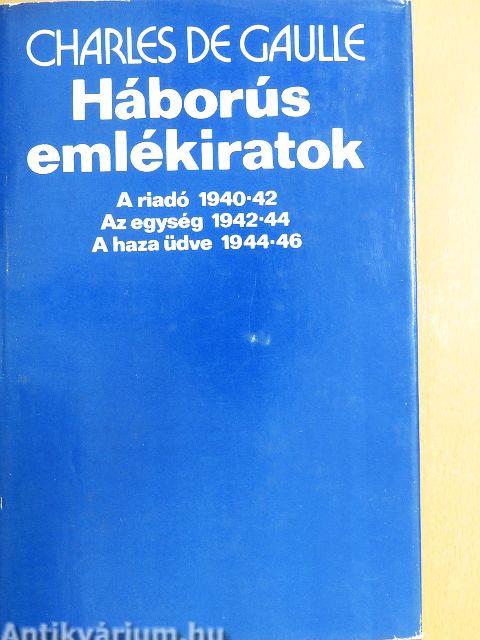 CHARLES DE GAULLE
Háborús
emlékiratok
A riadó 1940·42
Az egység 1942·44
A haza üdve 1944·46
Antikvárium.hu